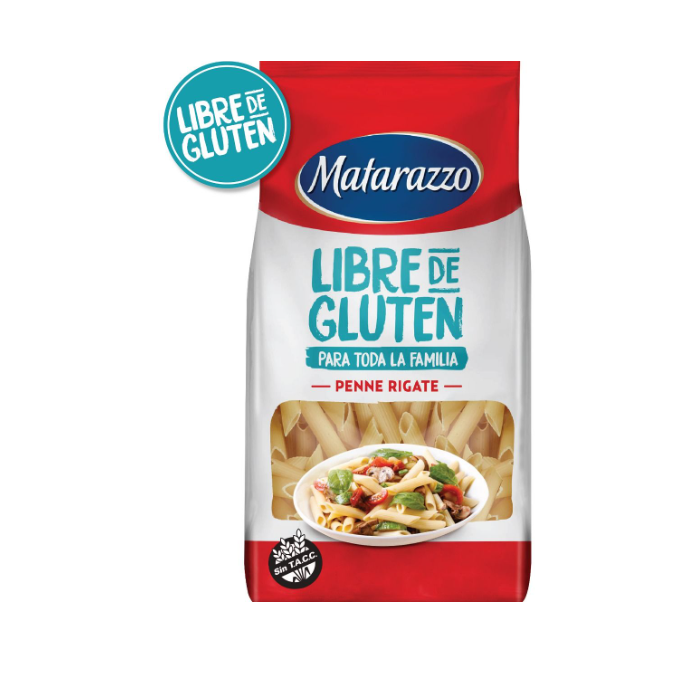 LIBRE DE
GLUTEN
Matarazzo
LIBRE DE
GLUTEN
PARA TODA LA FAMILIA
PENNE RIGATE
Sin T.A.C.C.